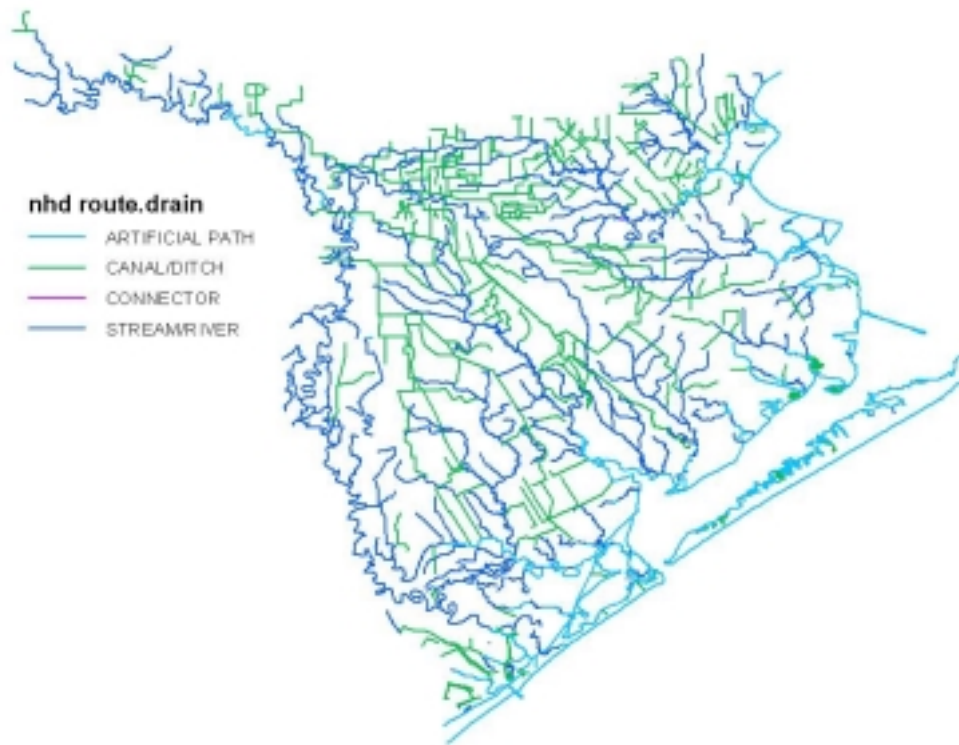 nhd route.drain
ARTIFICIAL PATH
CANAL/DITCH
CONNECTOR
STREAM/RIVER